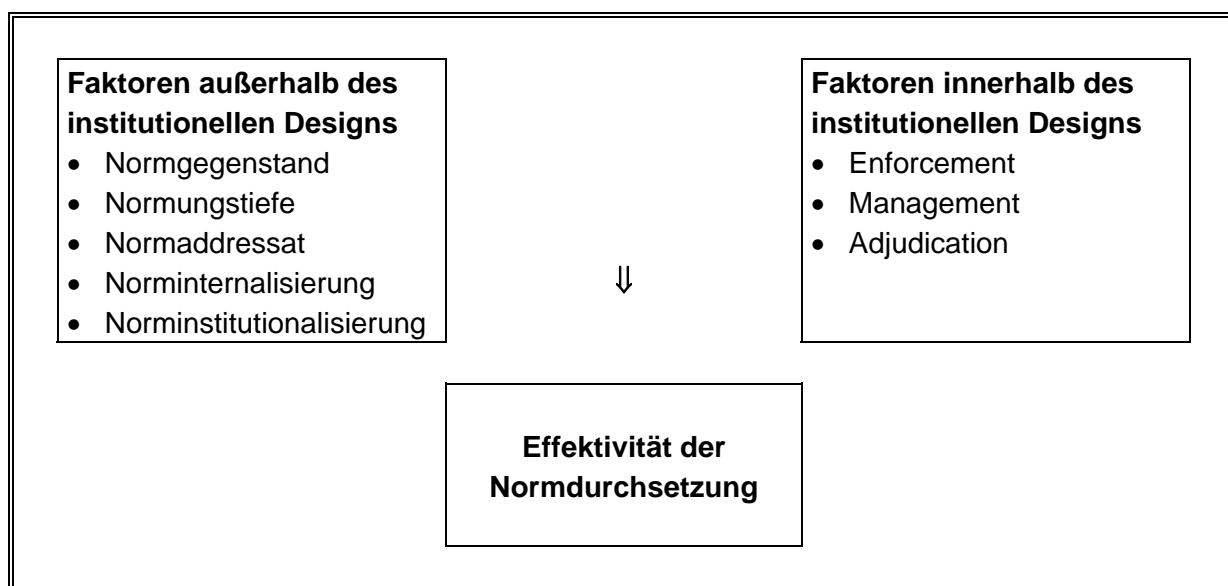 Faktoren außerhalb des
institutionellen Designs
• Normgegenstand
• Normungstiefe
• Normaddressat
• Norminternalisierung
• Norminstitutionalisierung
Faktoren innerhalb des
institutionellen Designs
• Enforcement
• Management
• Adjudication
⇓
Effektivität der
Normdurchsetzung